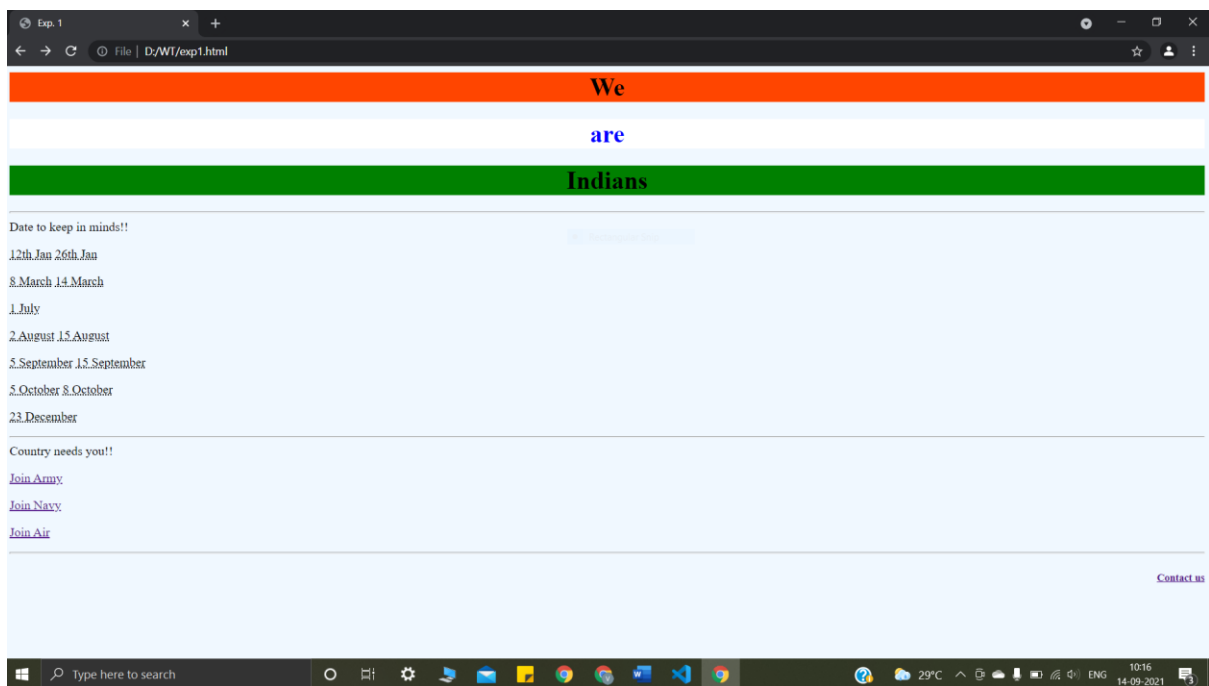 Exp. 1
File | D:/WT/exp1.html
We
are
Indians
Date to keep in minds!!
12th Jan 26th Jan
8 March 14 March
1 July
2 August 15 August
5 September 15 September
5 October 8 October
23 December
Country needs you!!
Join Army
Join Navy
Join Air
Contact us
Type here to search
29°C ENG 10:16
14-09-2021